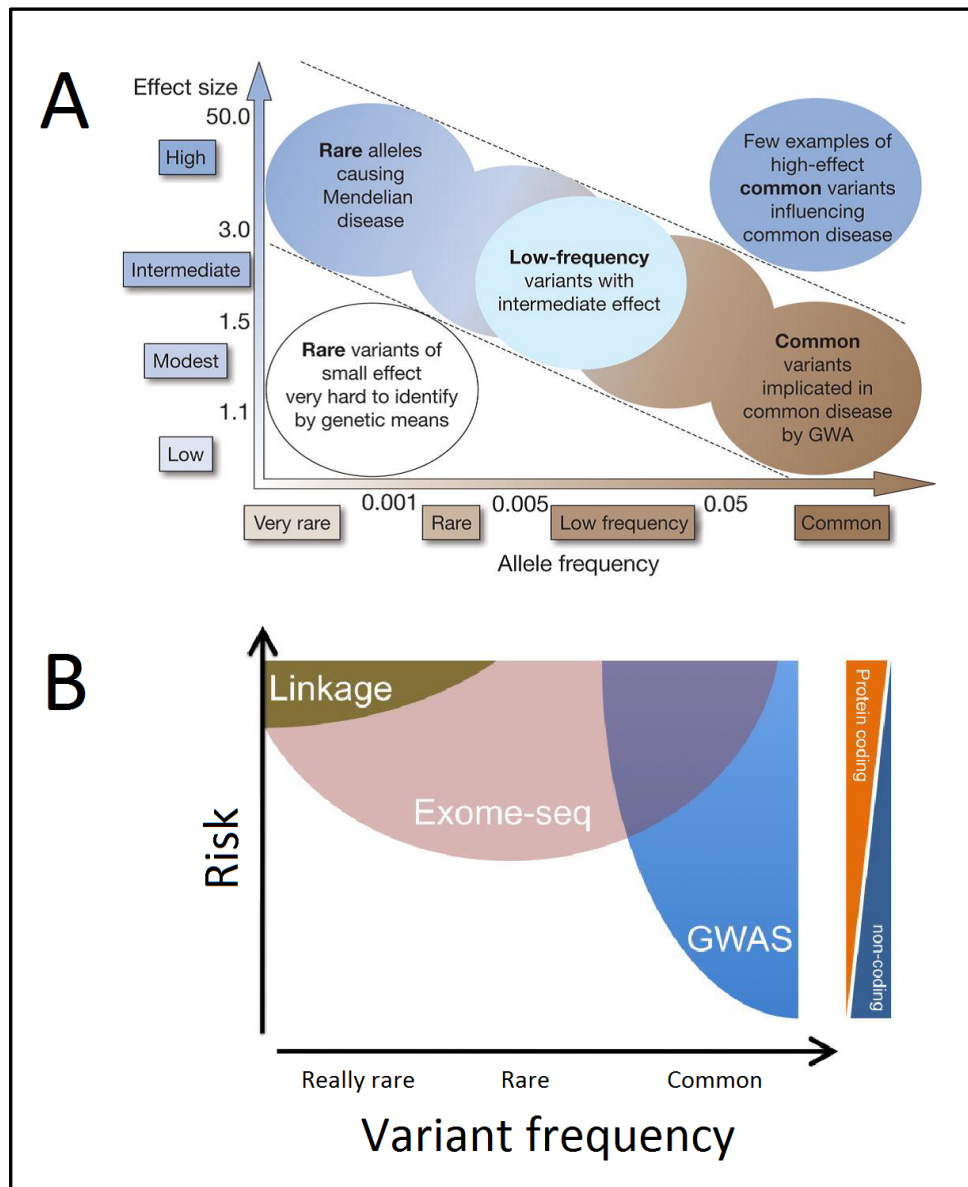 A
Effect size
50.0
High
3.0
Intermediate
1.5
Modest
1.1
Low
Rare alleles
causing
Mendelian
disease
Few examples of
high-effect
common variants
influencing
common disease
Low-frequency
variants with
intermediate effect
Rare variants of
small effect
very hard to identify
by genetic means
Common
variants
implicated in
common disease
by GWA
0.001
0.005
0.05
Very rare
Rare
Low frequency
Common
Allele frequency
B
Risk
Linkage
Exome-seq
GWAS
Protein coding
non-coding
Really rare
Rare
Common
Variant frequency